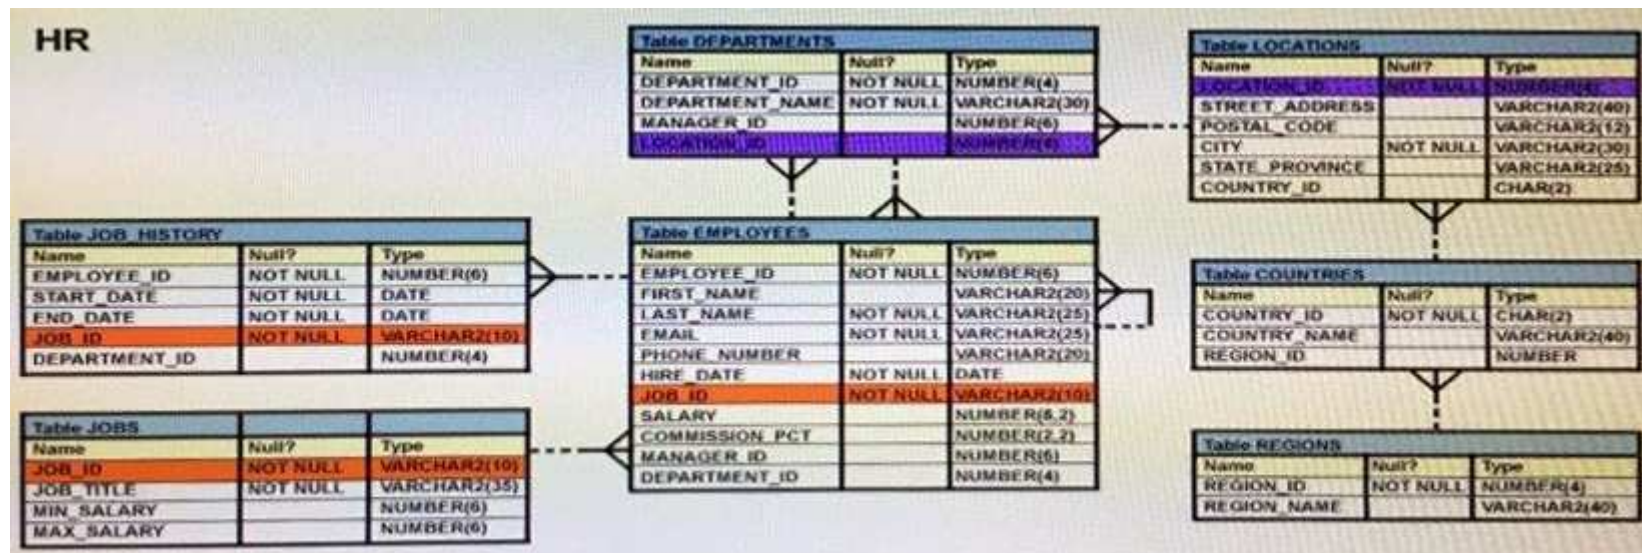 HR
Table DEPARTMENTS
Name Null? Type
DEPARTMENT_ID NOT NULL NUMBER(4)
DEPARTMENT_NAME NOT NULL VARCHAR2(30)
MANAGER_ID NUMBER(6)
LOCATION_ID NUMBER(4)
Table LOCATIONS
Name Null? Type
LOCATION_ID NOT NULL NUMBER(4)
STREET_ADDRESS VARCHAR2(40)
POSTAL_CODE VARCHAR2(12)
CITY NOT NULL VARCHAR2(30)
STATE_PROVINCE VARCHAR2(25)
COUNTRY_ID CHAR(2)
Table JOB_HISTORY
Name Null? Type
EMPLOYEE_ID NOT NULL NUMBER(6)
START_DATE NOT NULL DATE
END_DATE NOT NULL DATE
JOB_ID NOT NULL VARCHAR2(10)
DEPARTMENT_ID NUMBER(4)
Table EMPLOYEES
Name Null? Type
EMPLOYEE_ID NOT NULL NUMBER(6)
FIRST_NAME VARCHAR2(20)
LAST_NAME NOT NULL VARCHAR2(25)
EMAIL NOT NULL VARCHAR2(25)
PHONE_NUMBER VARCHAR2(20)
HIRE_DATE NOT NULL DATE
JOB_ID NOT NULL VARCHAR2(10)
SALARY NUMBER(8,2)
COMMISSION_PCT NUMBER(2,2)
MANAGER_ID NUMBER(6)
DEPARTMENT_ID NUMBER(4)
Table COUNTRIES
Name Null? Type
COUNTRY_ID NOT NULL CHAR(2)
COUNTRY_NAME VARCHAR2(40)
REGION_ID NUMBER
Table JOBS
Name Null? Type
JOB_ID NOT NULL VARCHAR2(10)
JOB_TITLE NOT NULL VARCHAR2(35)
MIN_SALARY NUMBER(6)
MAX_SALARY NUMBER(6)
Table REGIONS
Name Null? Type
REGION_ID NOT NULL NUMBER(4)
REGION_NAME VARCHAR2(40)